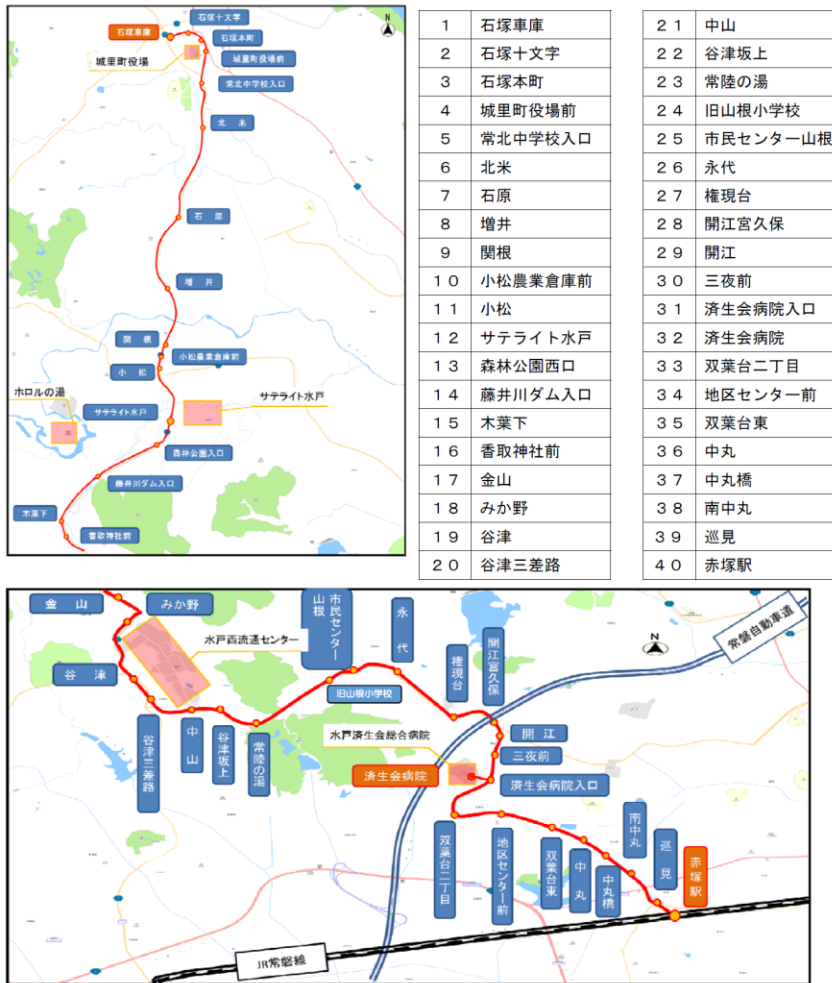 石塚十文字
石塚車庫
石塚本町
N
城里町役場
城里町役場前
常北中学校入口
北米
石原
増井
関根
小松農業倉庫前
小松
ホロルの湯
サテライト水戸
サテライト水戸
森林公園入口
藤井川ダム入口
木葉下
香取神社前
1 石塚車庫
2 石塚十文字
3 石塚本町
4 城里町役場前
5 常北中学校入口
6 北米
7 石原
8 増井
9 関根
10 小松農業倉庫前
11 小松
12 サテライト水戸
13 森林公園西口
14 藤井川ダム入口
15 木葉下
16 香取神社前
17 金山
18 みか野
19 谷津
20 谷津三差路
21 中山
22 谷津坂上
23 常陸の湯
24 旧山根小学校
25 市民センター山根
26 永代
27 権現台
28 開江宮久保
29 開江
30 三夜前
31 済生会病院入口
32 済生会病院
33 双葉台二丁目
34 地区センター前
35 双葉台東
36 中丸
37 中丸橋
38 南中丸
39 巡見
40 赤塚駅
金山
みか野
水戸西流通センター
市民センター
山根
永代
権現台
開江宮久保
N
常磐自動車道
谷津
旧山根小学校
谷津三差路
中山
谷津坂上
常陸の湯
水戸済生会総合病院
開江
三夜前
済生会病院
済生会病院入口
双葉台二丁目
地区センター前
双葉台東
中丸
中丸橋
南中丸
巡見
赤塚駅
JR常磐線